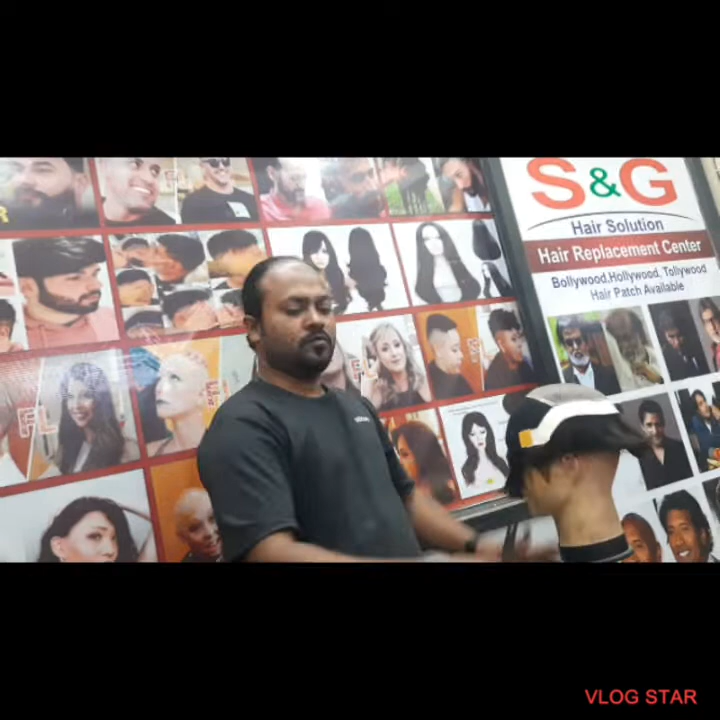 S&G
Hair Solution
Hair Replacement Center
Bollywood,Hollywood, Tollywood
Hair Patch Available
VLOG STAR